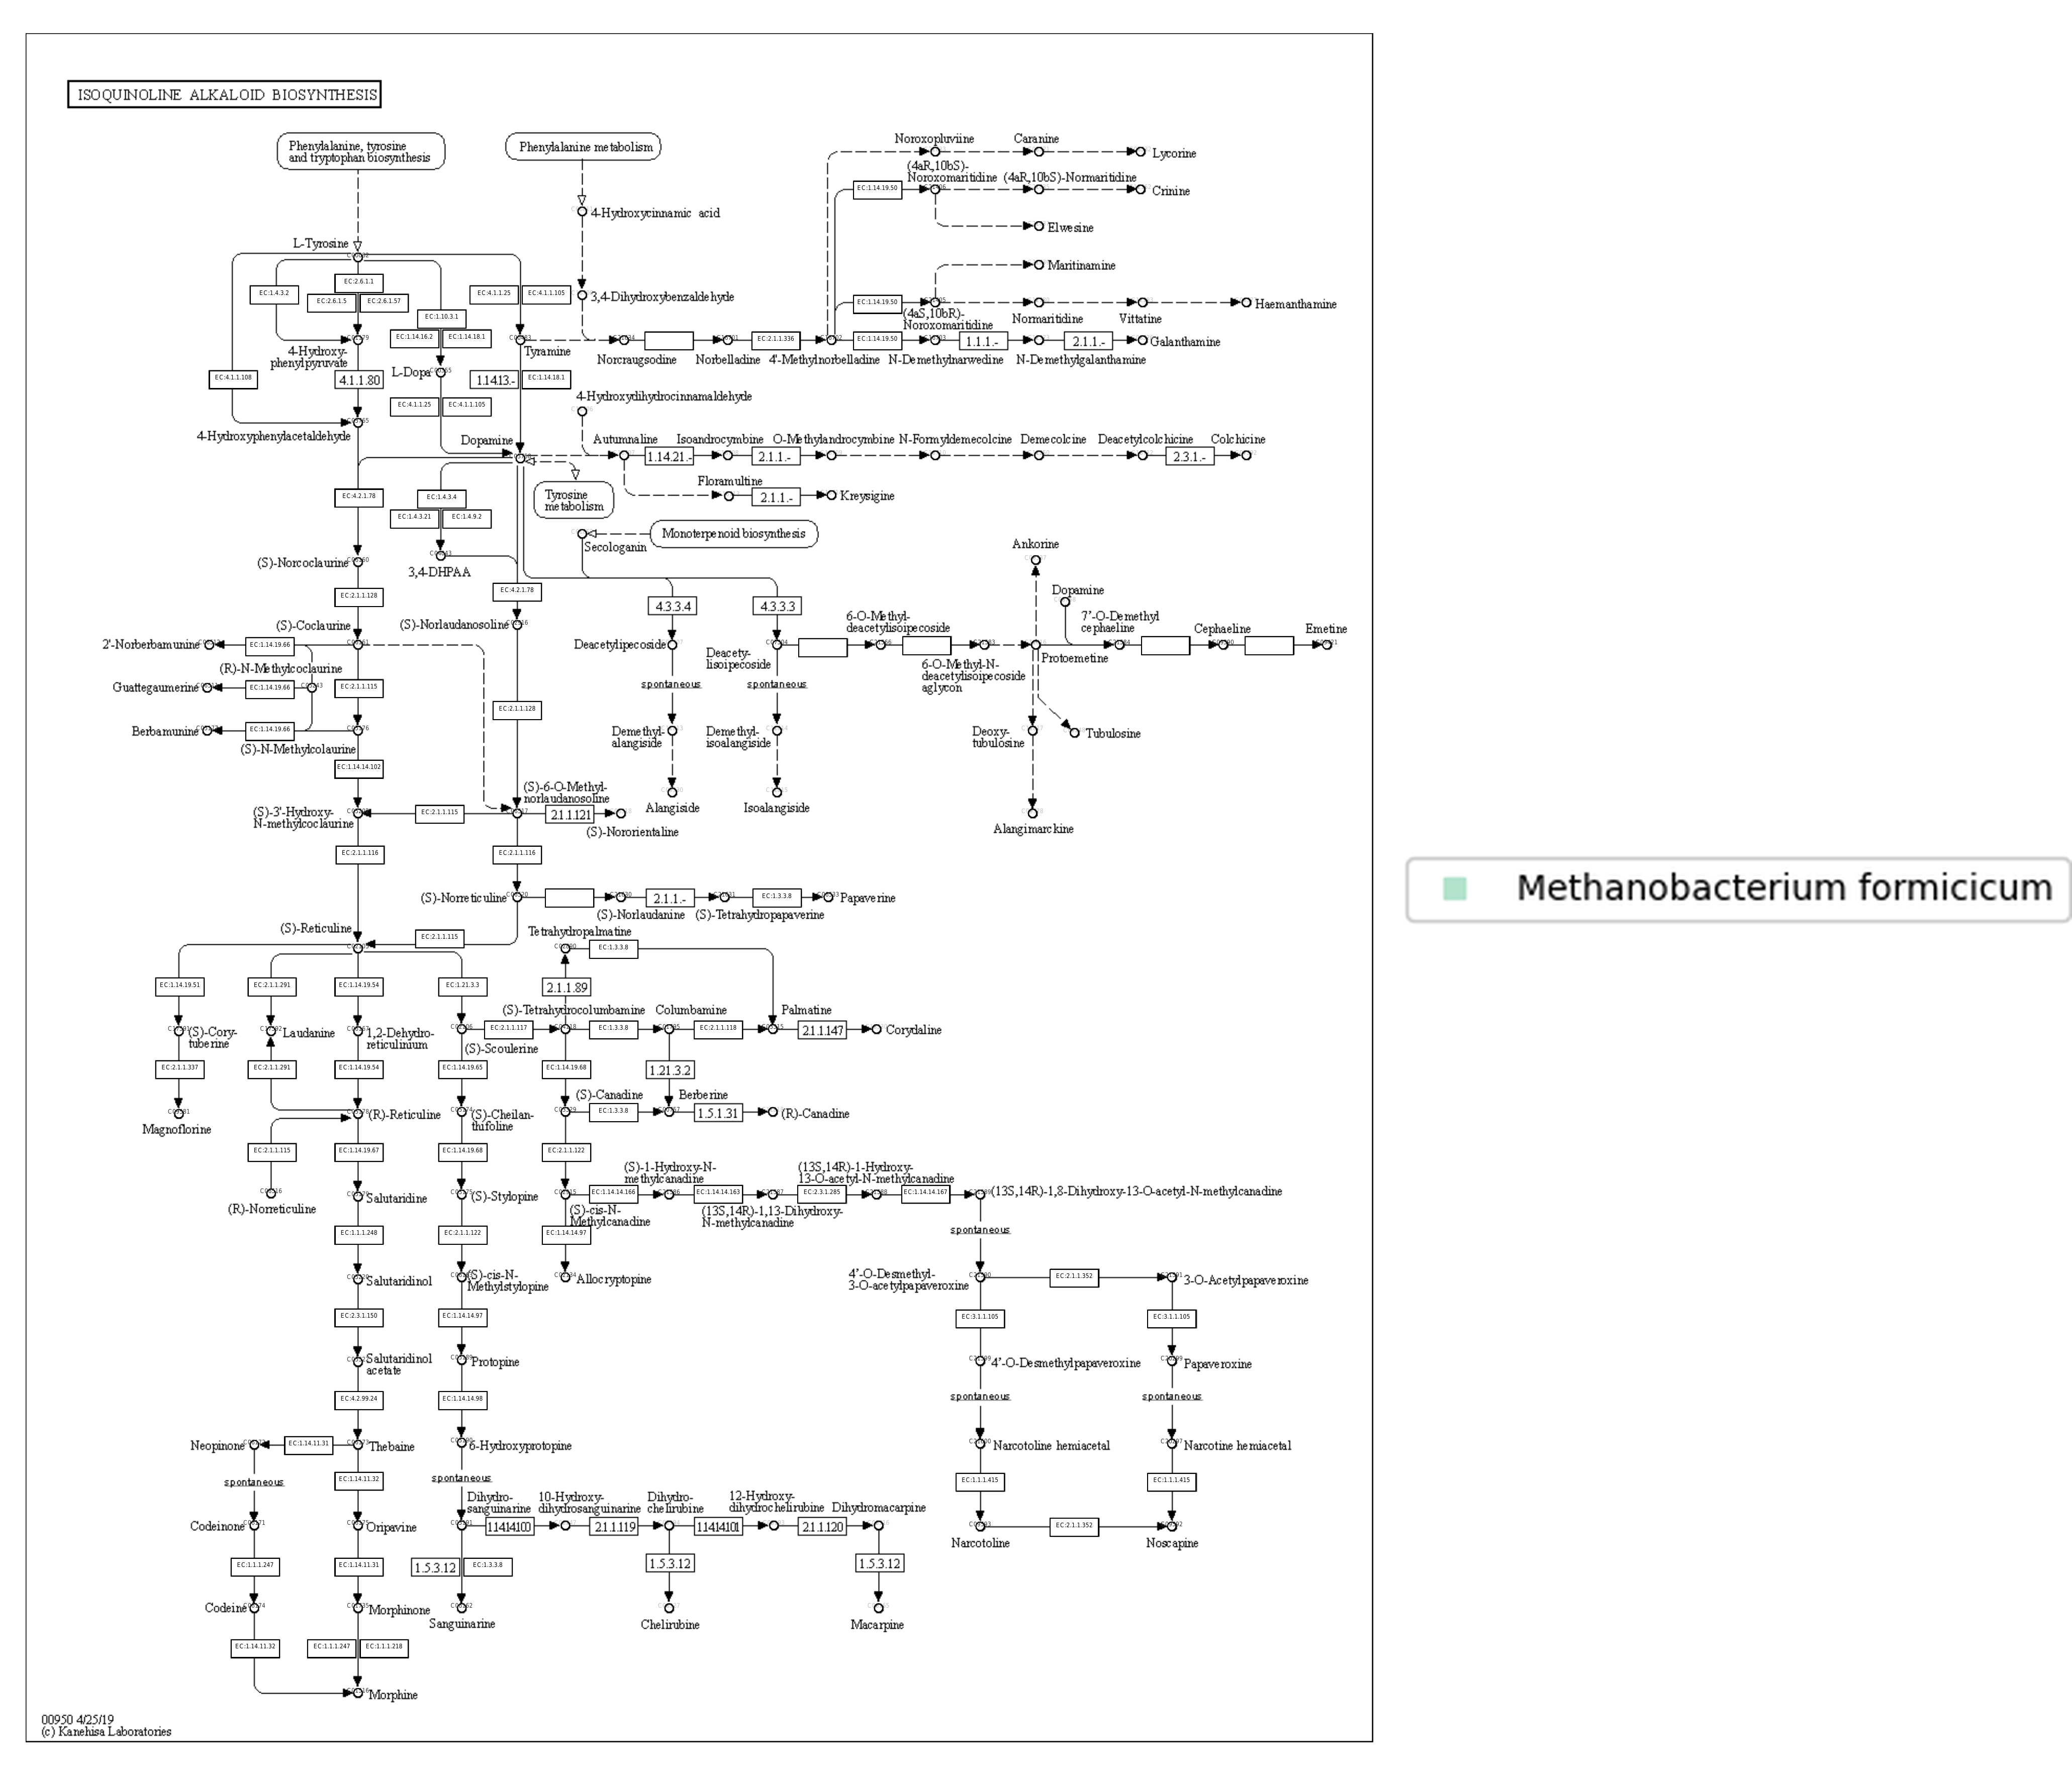 ISOQUINOLINE ALKALOID BIOSYNTHESIS
Phenylalanine, tyrosine
and tryptophan biosynthesis
Phenylalanine metabolism
Noroxopluviine
Caranine
Lycorine
(4aR,10bS)-
Noroxomaritidine
(4aR,10bS)-Normaritidine
EC:1.14.19.50
Crinine
4-Hydroxycinnamic acid
Elwesine
L-Tyrosine
Maritinamine
EC:2.6.1.1
EC:1.4.3.2
EC:2.6.1.5
EC:2.6.1.57
EC:4.1.1.25
EC:4.1.1.105
3,4-Dihydroxybenzaldehyde
EC:1.14.19.50
Haemanthamine
(4aS,10bR)-
Noroxomaritidine
Normaritidine
Vittatine
EC:1.10.3.1
EC:1.14.16.2
EC:1.14.18.1
EC:2.1.1.336
EC:1.14.19.50
1.1.1.-
2.1.1.-
Galanthamine
4-Hydroxy-
phenylpyruvate
Tyramine
Norcraugsodine
Norbelladine
4'-Methylnorbelladine
N-Demethylnarwedine
N-Demethylgalanthamine
L-Dopa
EC:4.1.1.108
4.1.1.80
1.14.13.-
EC:1.14.18.1
4-Hydroxydihydrocinnamaldehyde
EC:4.1.1.25
EC:4.1.1.105
4-Hydroxyphenylacetaldehyde
Dopamine
Autumnaline
Isoandrocymbine
O-Methylandrocymbine
N-Formyldemecolcine
Demecolcine
Deacetylcolchicine
Colchicine
1.14.21.-
2.1.1.-
2.3.1.-
Floramultine
EC:4.2.1.78
EC:1.4.3.4
Tyrosine
metabolism
2.1.1.-
Kreysigine
EC:1.4.3.21
EC:1.4.9.2
Monoterpenoid biosynthesis
Secologanin
Ankorine
(S)-Norcoclaurine
3,4-DHPAA
EC:4.2.1.78
Dopamine
EC:2.1.1.128
4.3.3.4
4.3.3.3
6-O-Methyl-
deacetylisoipecoside
7'-O-Demethyl
cephaeline
(S)-Coclaurine
(S)-Norlaudanosoline
Cephaeline
Emetine
2'-Norberbamunine
EC:1.14.19.66
Deacetylipecoside
Deacety-
lisoipecoside
Protoemetine
(R)-N-Methylcoclaurine
6-O-Methyl-N-
deacetylisoipecoside
aglycon
Guattegaumerine
EC:1.14.19.66
EC:2.1.1.115
spontaneous
spontaneous
EC:2.1.1.128
Berbamunine
EC:1.14.19.66
Demethyl-
alangiside
Demethyl-
isoalangiside
Deoxy-
tubulosine
Tubulosine
(S)-N-Methylcolaurine
EC:1.14.14.102
(S)-6-O-Methyl-
norlaudanosoline
Alangiside
Isoalangiside
(S)-3'-Hydroxy-
N-methylcoclaurine
EC:2.1.1.115
2.1.1.121
(S)-Nororientaline
Alangimarckine
EC:2.1.1.116
EC:2.1.1.116
Methanobacterium formicicum
(S)-Norreticuline
2.1.1.-
EC:1.3.3.8
Papaverine
(S)-Norlaudanine
(S)-Tetrahydropapaverine
(S)-Reticuline
EC:2.1.1.115
Tetrahydropalmatine
EC:1.3.3.8
EC:1.14.19.51
EC:2.1.1.291
EC:1.14.19.54
EC:1.21.3.3
2.1.1.89
(S)-Tetrahydrocolumbamine
Columbamine
Palmatine
(S)-Cory-
tuberine
Laudanine
1,2-Dehydro-
reticulinium
EC:2.1.1.117
EC:1.3.3.8
EC:2.1.1.118
2.1.1.147
Corydaline
(S)-Scoulerine
EC:2.1.1.337
EC:2.1.1.291
EC:1.14.19.54
EC:1.14.19.65
EC:1.14.19.68
1.21.3.2
(S)-Canadine
Berberine
(R)-Reticuline
(S)-Cheilan-
thifoline
EC:1.3.3.8
1.5.1.31
(R)-Canadine
Magnoflorine
EC:2.1.1.115
EC:1.14.19.67
EC:1.14.19.68
EC:2.1.1.122
(S)-1-Hydroxy-N-
methylcanadine
(13S,14R)-1-Hydroxy-
13-O-acetyl-N-methylcanadine
Salutaridine
(S)-Stylopine
EC:1.14.14.166
EC:1.14.14.163
EC:2.3.1.285
EC:1.14.14.167
(13S,14R)-1,8-Dihydroxy-13-O-acetyl-N-methylcanadine
(R)-Norreticuline
(S)-cis-N-
Methylcanadine
(13S,14R)-1,13-Dihydroxy-
N-methylcanadine
EC:1.1.1.248
EC:2.1.1.122
EC:1.14.14.97
spontaneous
Salutaridinol
(S)-cis-N-
Methylstylopine
Allocryptopine
4'-O-Desmethyl-
3-O-acetylpapaveroxine
EC:2.1.1.352
3-O-Acetylpapaveroxine
EC:2.3.1.150
EC:1.14.14.97
EC:3.1.1.105
EC:3.1.1.105
Salutaridinol
acetate
Protopine
4'-O-Desmethylpapaveroxine
Papaveroxine
EC:4.2.99.24
EC:1.14.14.98
spontaneous
spontaneous
Neopinone
EC:1.14.11.31
Thebaine
6-Hydroxyprotopine
Narcotoline hemiacetal
Narcotine hemiacetal
spontaneous
EC:1.14.11.32
spontaneous
EC:1.1.1.415
EC:1.1.1.415
Dihydro-
sanguinarine
10-Hydroxy-
dihydrosanguinarine
Dihydro-
chelirubine
12-Hydroxy-
dihydrochelirubine
Dihydromacarpine
Codeinone
Oripavine
1.14.14.100
2.1.1.119
1.14.14.101
2.1.1.120
EC:2.1.1.352
Narcotoline
Noscapine
EC:1.1.1.247
EC:1.14.11.31
1.5.3.12
EC:1.3.3.8
1.5.3.12
1.5.3.12
Codeine
Morphinone
Sanguinarine
Chelirubine
Macarpine
EC:1.14.11.32
EC:1.1.1.247
EC:1.1.1.218
Morphine
00950 4/25/19
(c) Kanehisa Laboratories